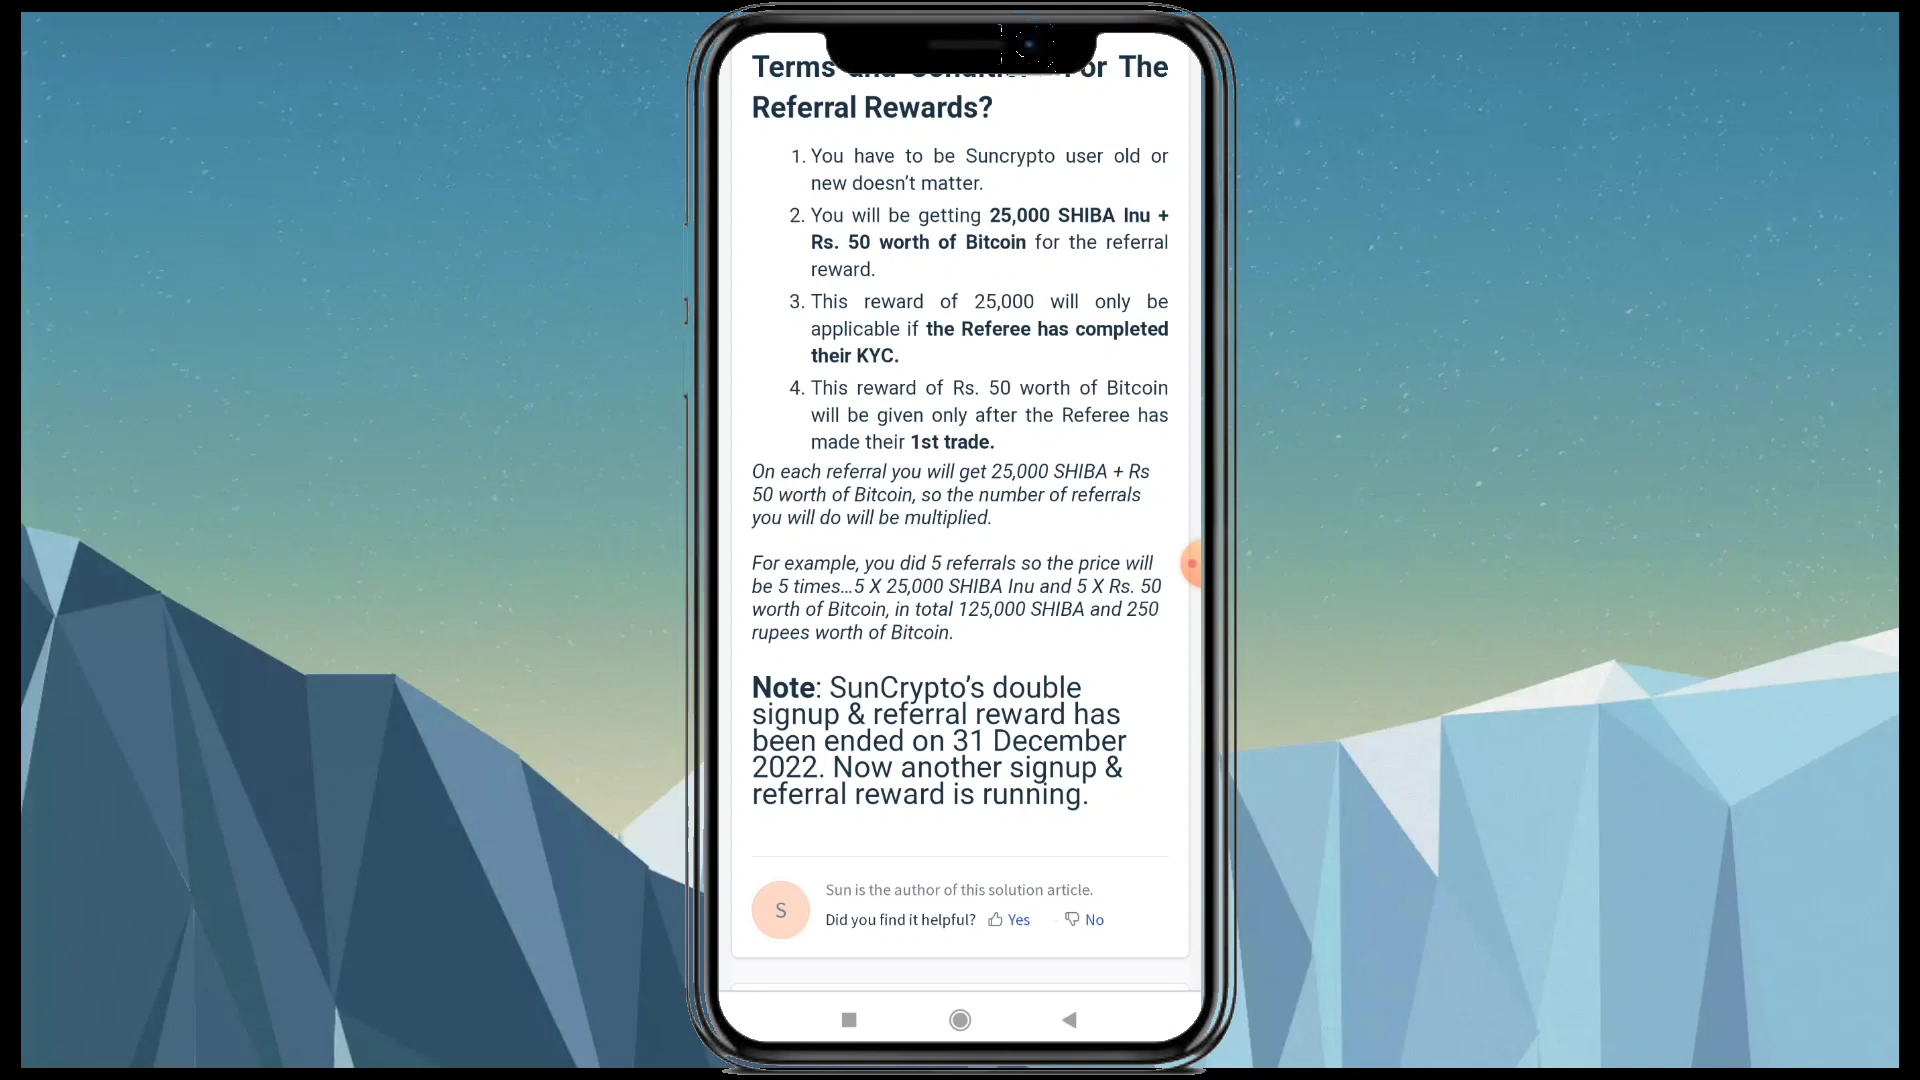 Terms and Condition For The
Referral Rewards?
1. You have to be Suncrypto user old or
new doesn’t matter.
2. You will be getting 25,000 SHIBA Inu +
Rs. 50 worth of Bitcoin for the referral
reward.
3. This reward of 25,000 will only be
applicable if the Referee has completed
their KYC.
4. This reward of Rs. 50 worth of Bitcoin
will be given only after the Referee has
made their 1st trade.
On each referral you will get 25,000 SHIBA + Rs
50 worth of Bitcoin, so the number of referrals
you will do will be multiplied.
For example, you did 5 referrals so the price will
be 5 times...5 X 25,000 SHIBA Inu and 5 X Rs. 50
worth of Bitcoin, in total 125,000 SHIBA and 250
rupees worth of Bitcoin.
Note: SunCrypto’s double
signup & referral reward has
been ended on 31 December
2022. Now another signup &
referral reward is running.
S
Sun is the author of this solution article.
Did you find it helpful? Yes No